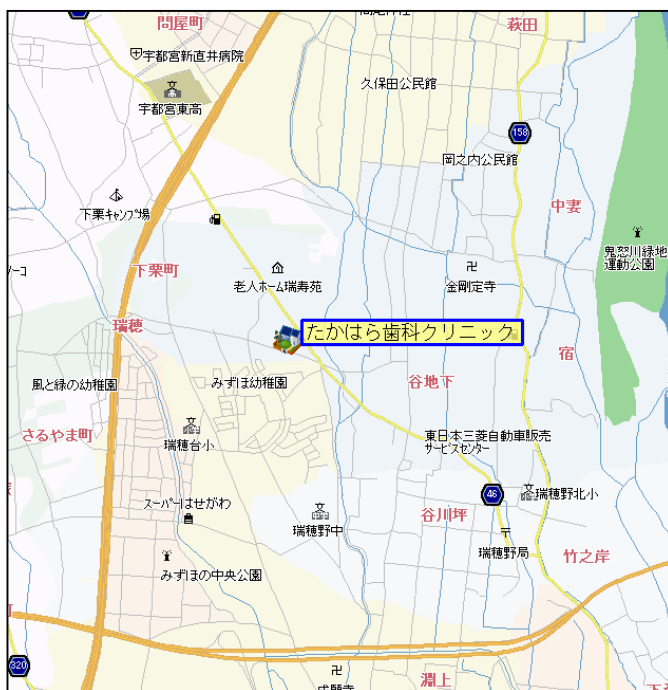 問屋町
萩田
宇都宮新直井病院
久保田公民館
宇都宮東高
158
岡之内公民館
下栗キャンプ場
中妻
鬼怒川緑地
運動公園
下栗町
老人ホーム瑞寿苑
金剛定寺
瑞穂
たかはら歯科クリニック
宿
風と緑の幼稚園
みずほ幼稚園
谷地下
さるやま町
瑞穂台小
東日本三菱自動車販売
サービスセンター
46
瑞穂野北小
スーパーはせがわ
瑞穂野中
谷川坪
瑞穂野局
竹之岸
みずほの中央公園
320
淵上
成願寺